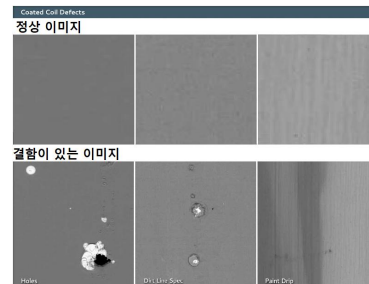 Coated Coil Defects
정상 이미지
결함이 있는 이미지
Holes
Dirt Line Spec
Paint Drip